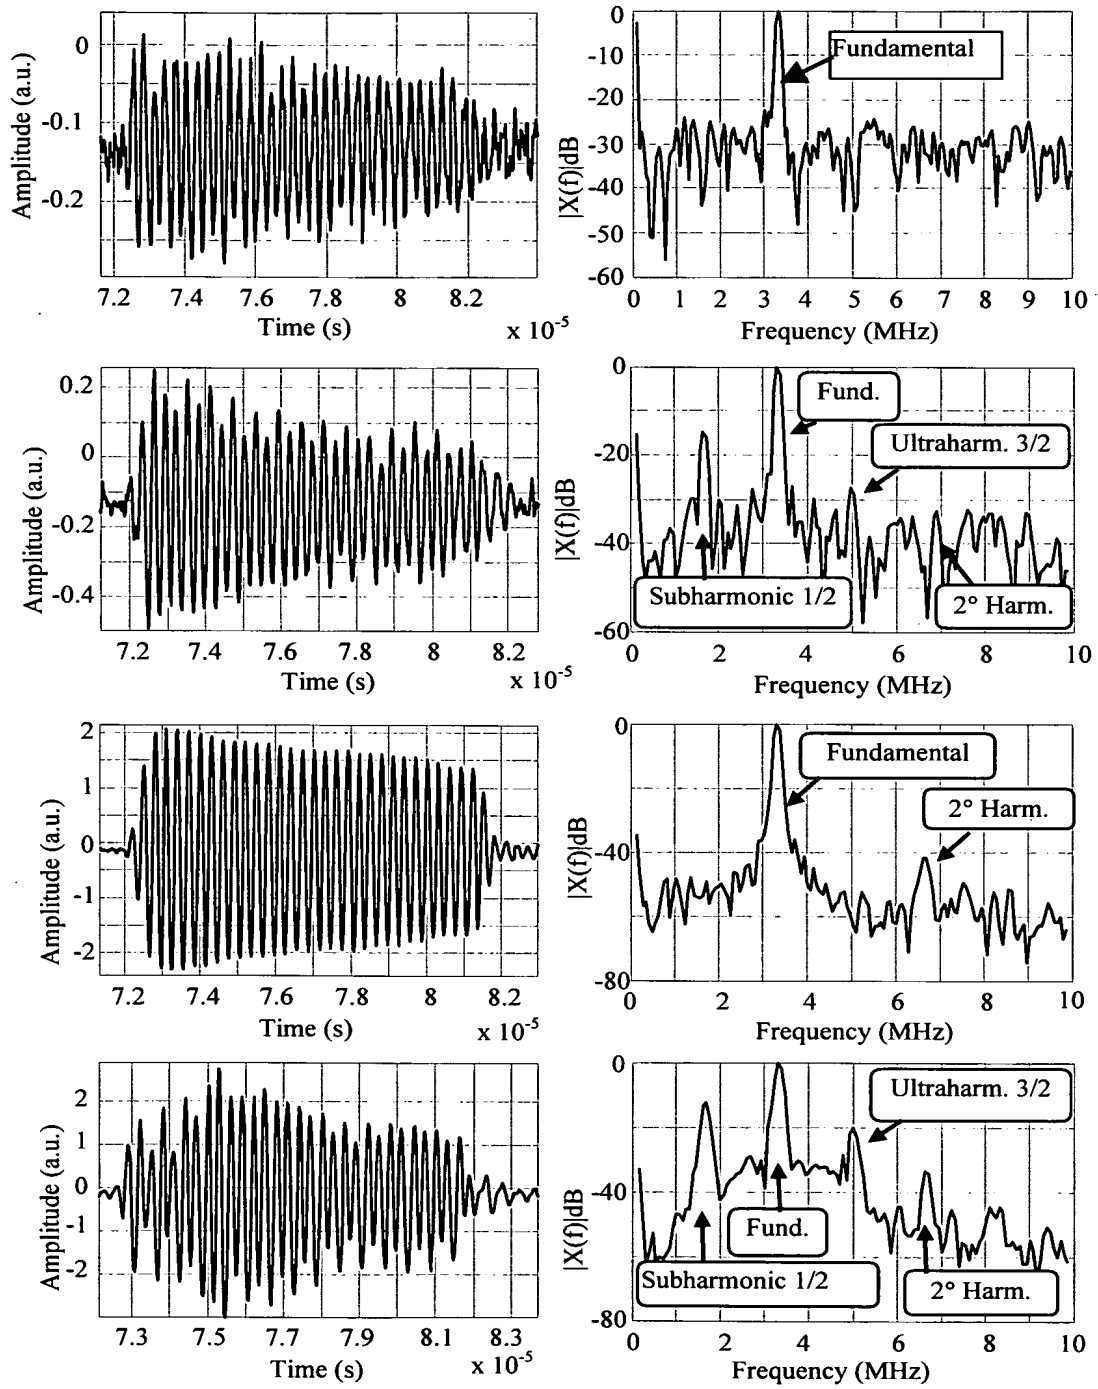 0
-0.1
-0.2
Amplitude (a.u.)
7.2 7.4 7.6 7.8 8 8.2
Time (s)
x 10-5
0
-10
-20
-30
-40
-50
-60
|X(f)|dB
Fundamental
0 1 2 3 4 5 6 7 8 9 10
Frequency (MHz)
0.2
0
-0.2
-0.4
Amplitude (a.u.)
7.2 7.4 7.6 7.8 8 8.2
Time (s)
x 10-5
0
-20
-40
-60
|X(f)|dB
Fund.
Ultraharm. 3/2
Subharmonic 1/2
2° Harm.
0 2 4 6 8 10
Frequency (MHz)
2
1
0
-1
-2
Amplitude (a.u.)
7.2 7.4 7.6 7.8 8 8.2
Time (s)
x 10-5
0
-40
-80
|X(f)|dB
Fundamental
2° Harm.
0 2 4 6 8 10
Frequency (MHz)
2
1
0
-1
-2
Amplitude (a.u.)
7.3 7.5 7.7 7.9 8.1 8.3
Time (s)
x 10-5
0
-40
-80
|X(f)|dB
Ultraharm. 3/2
Fund.
Subharmonic 1/2
2° Harm.
0 2 4 6 8 10
Frequency (MHz)